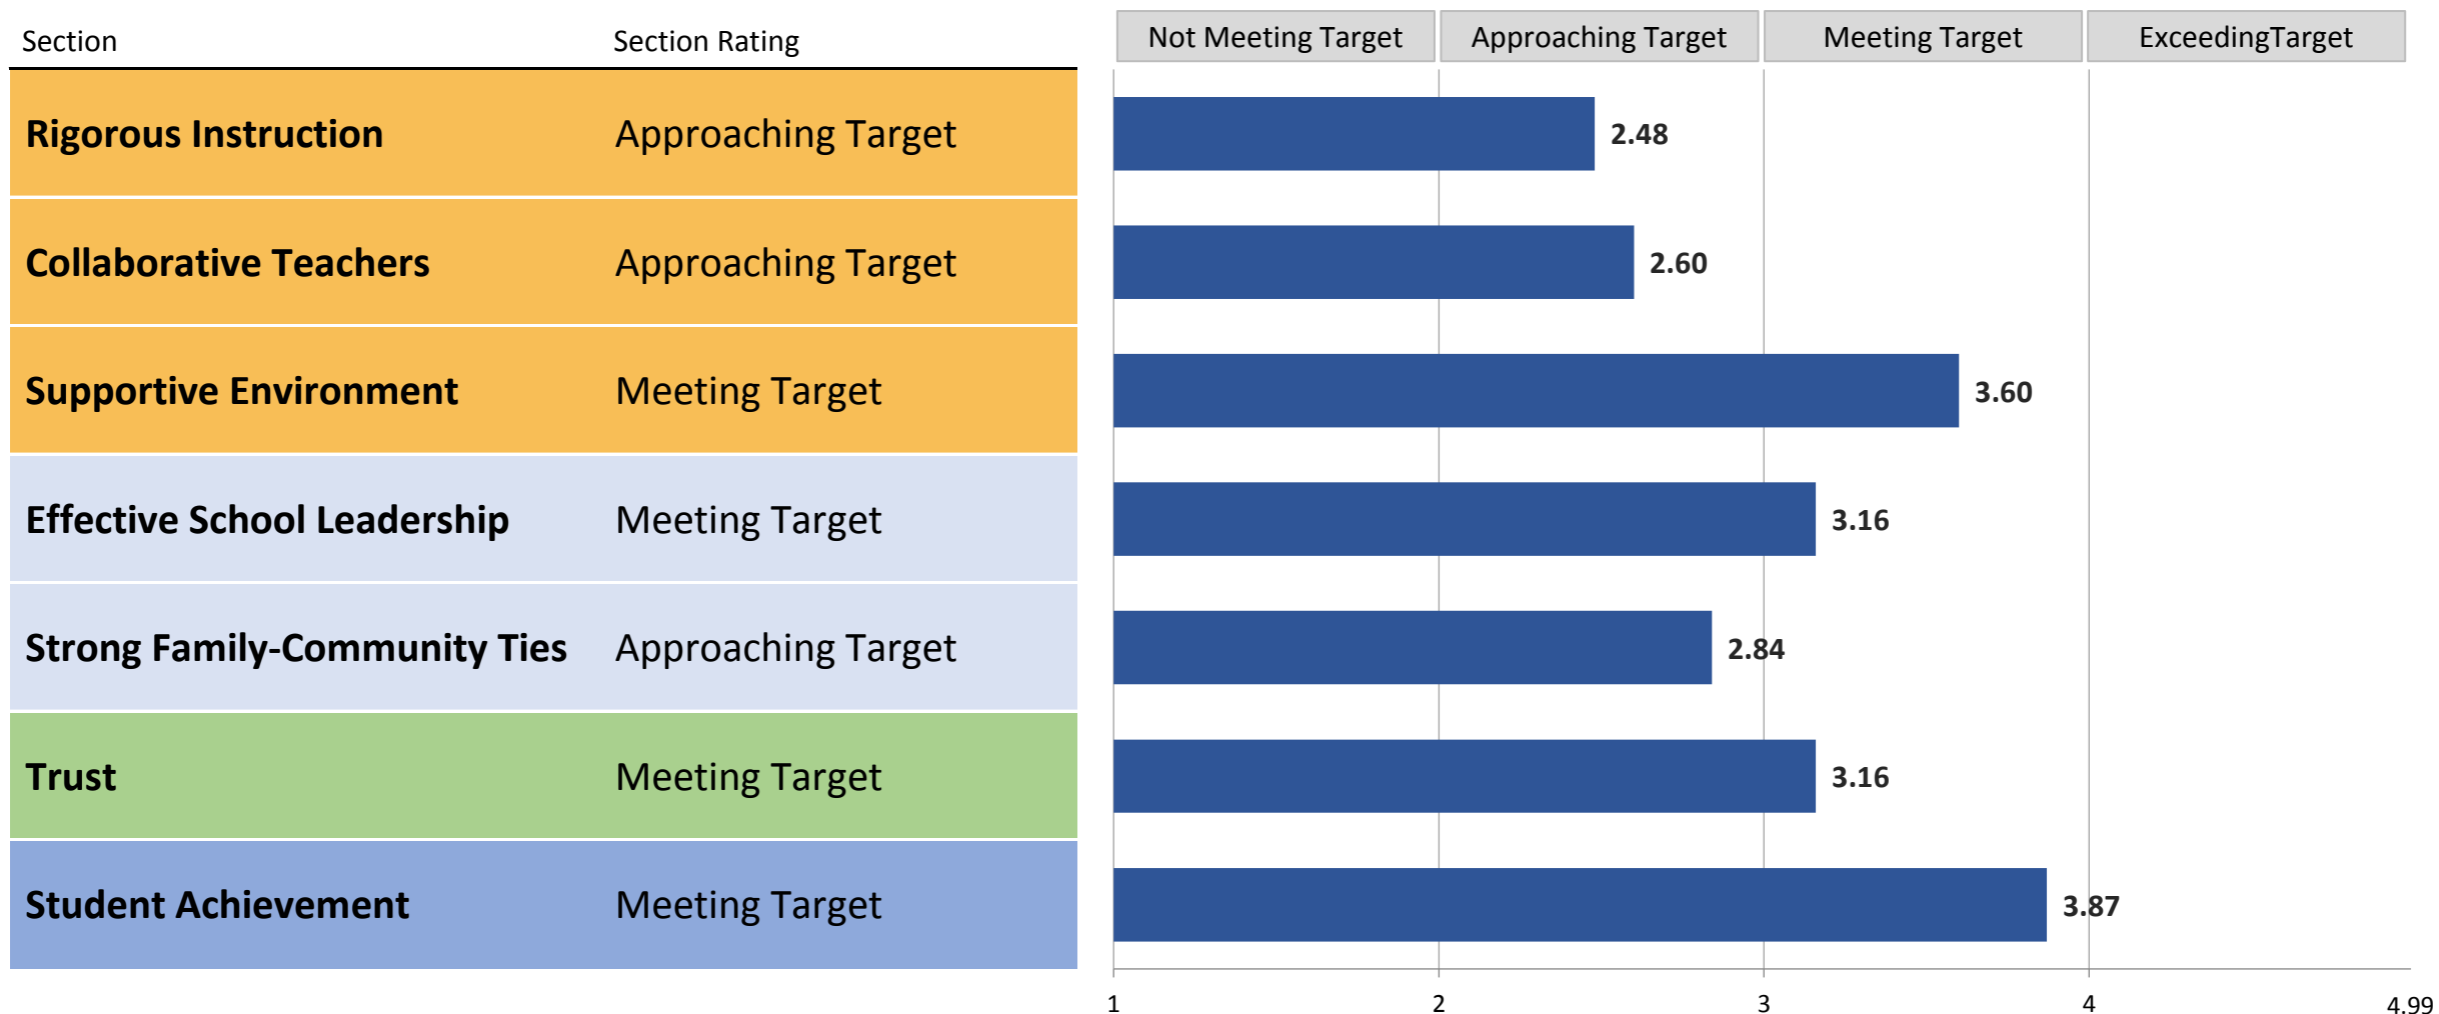 Section Section Rating Not Meeting Target Approaching Target Meeting Target ExceedingTarget
Rigorous Instruction Approaching Target 2.48
Collaborative Teachers Approaching Target 2.60
Supportive Environment Meeting Target 3.60
Effective School Leadership Meeting Target 3.16
Strong Family-Community Ties Approaching Target 2.84
Trust Meeting Target 3.16
Student Achievement Meeting Target 3.87
1 2 3 4 4.99